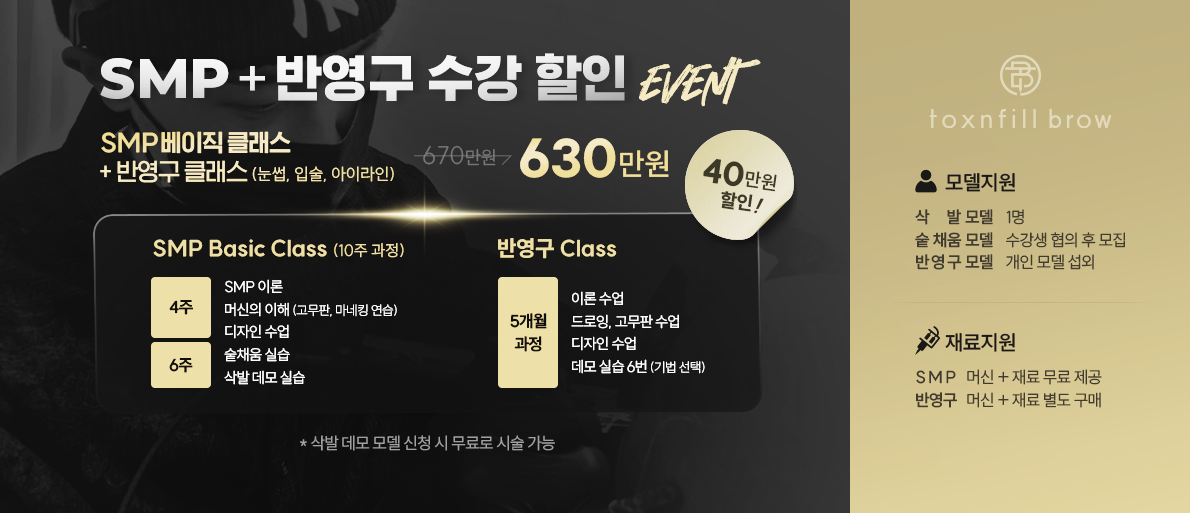 SMP + 반영구 수강 할인 EVENT
SMP베이직 클래스
+ 반영구 클래스 (눈썹, 입술, 아이라인)
670만원
630만원
40만원
할인!
SMP Basic Class (10주 과정)
4주
SMP 이론
머신의 이해 (고무판, 마네킹 연습)
디자인 수업
6주
숱채움 실습
삭발 데모 실습
반영구 Class
5개월
과정
이론 수업
드로잉, 고무판 수업
디자인 수업
데모 실습 6번 (기법 선택)
* 삭발 데모 모델 신청 시 무료로 시술 가능
toxnfill brow
모델지원
삭 발 모델 1명
숱 채움 모델 수강생 협의 후 모집
반영구 모델 개인 모델 섭외
재료지원
SMP 머신 + 재료 무료 제공
반영구 머신 + 재료 별도 구매